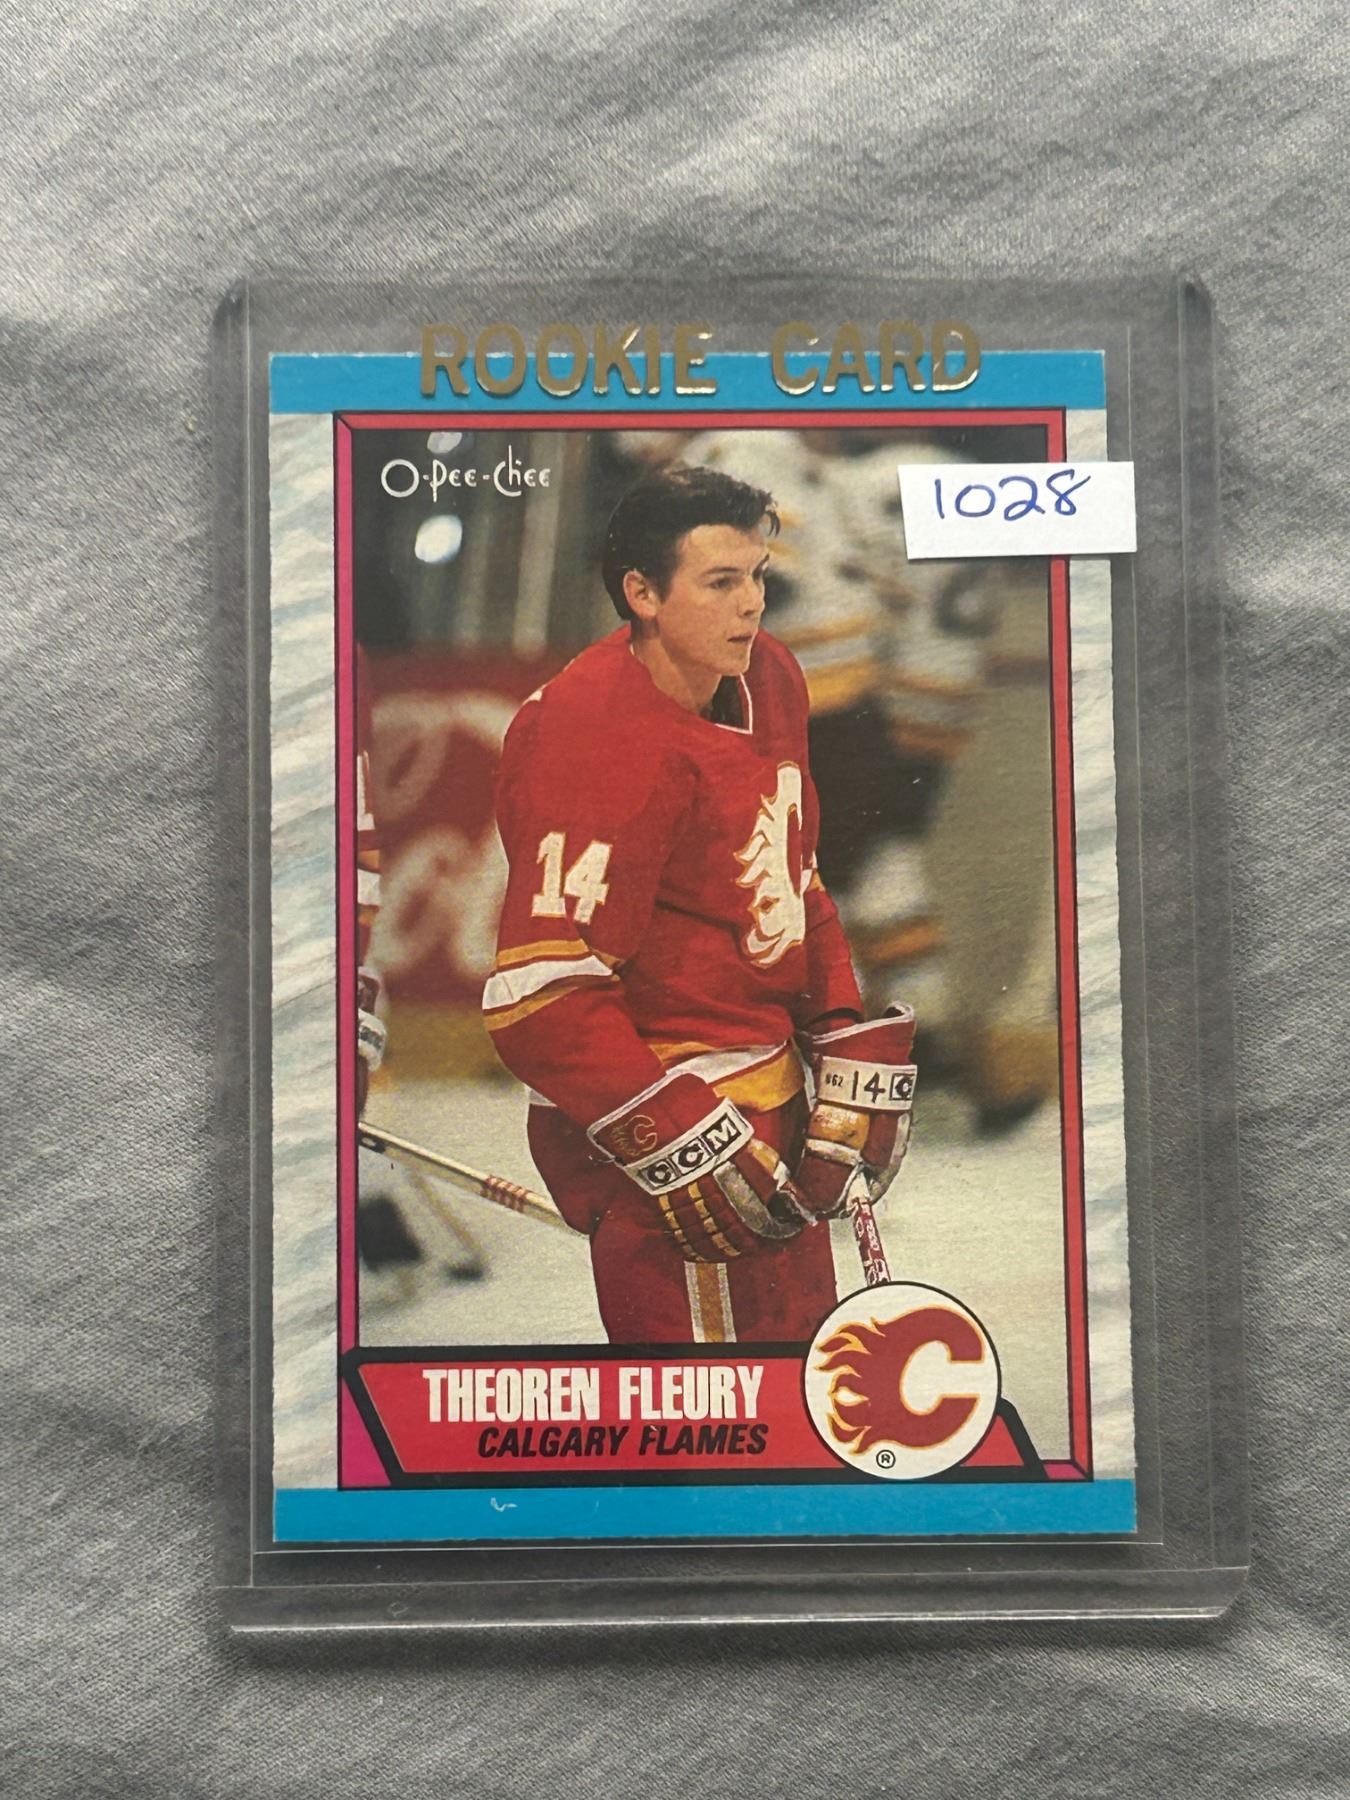 ROOKIE CARD
O-Pee-Chee
1028
14
14 C
CCM
THEOREN FLEURY
CALGARY FLAMES
C
®